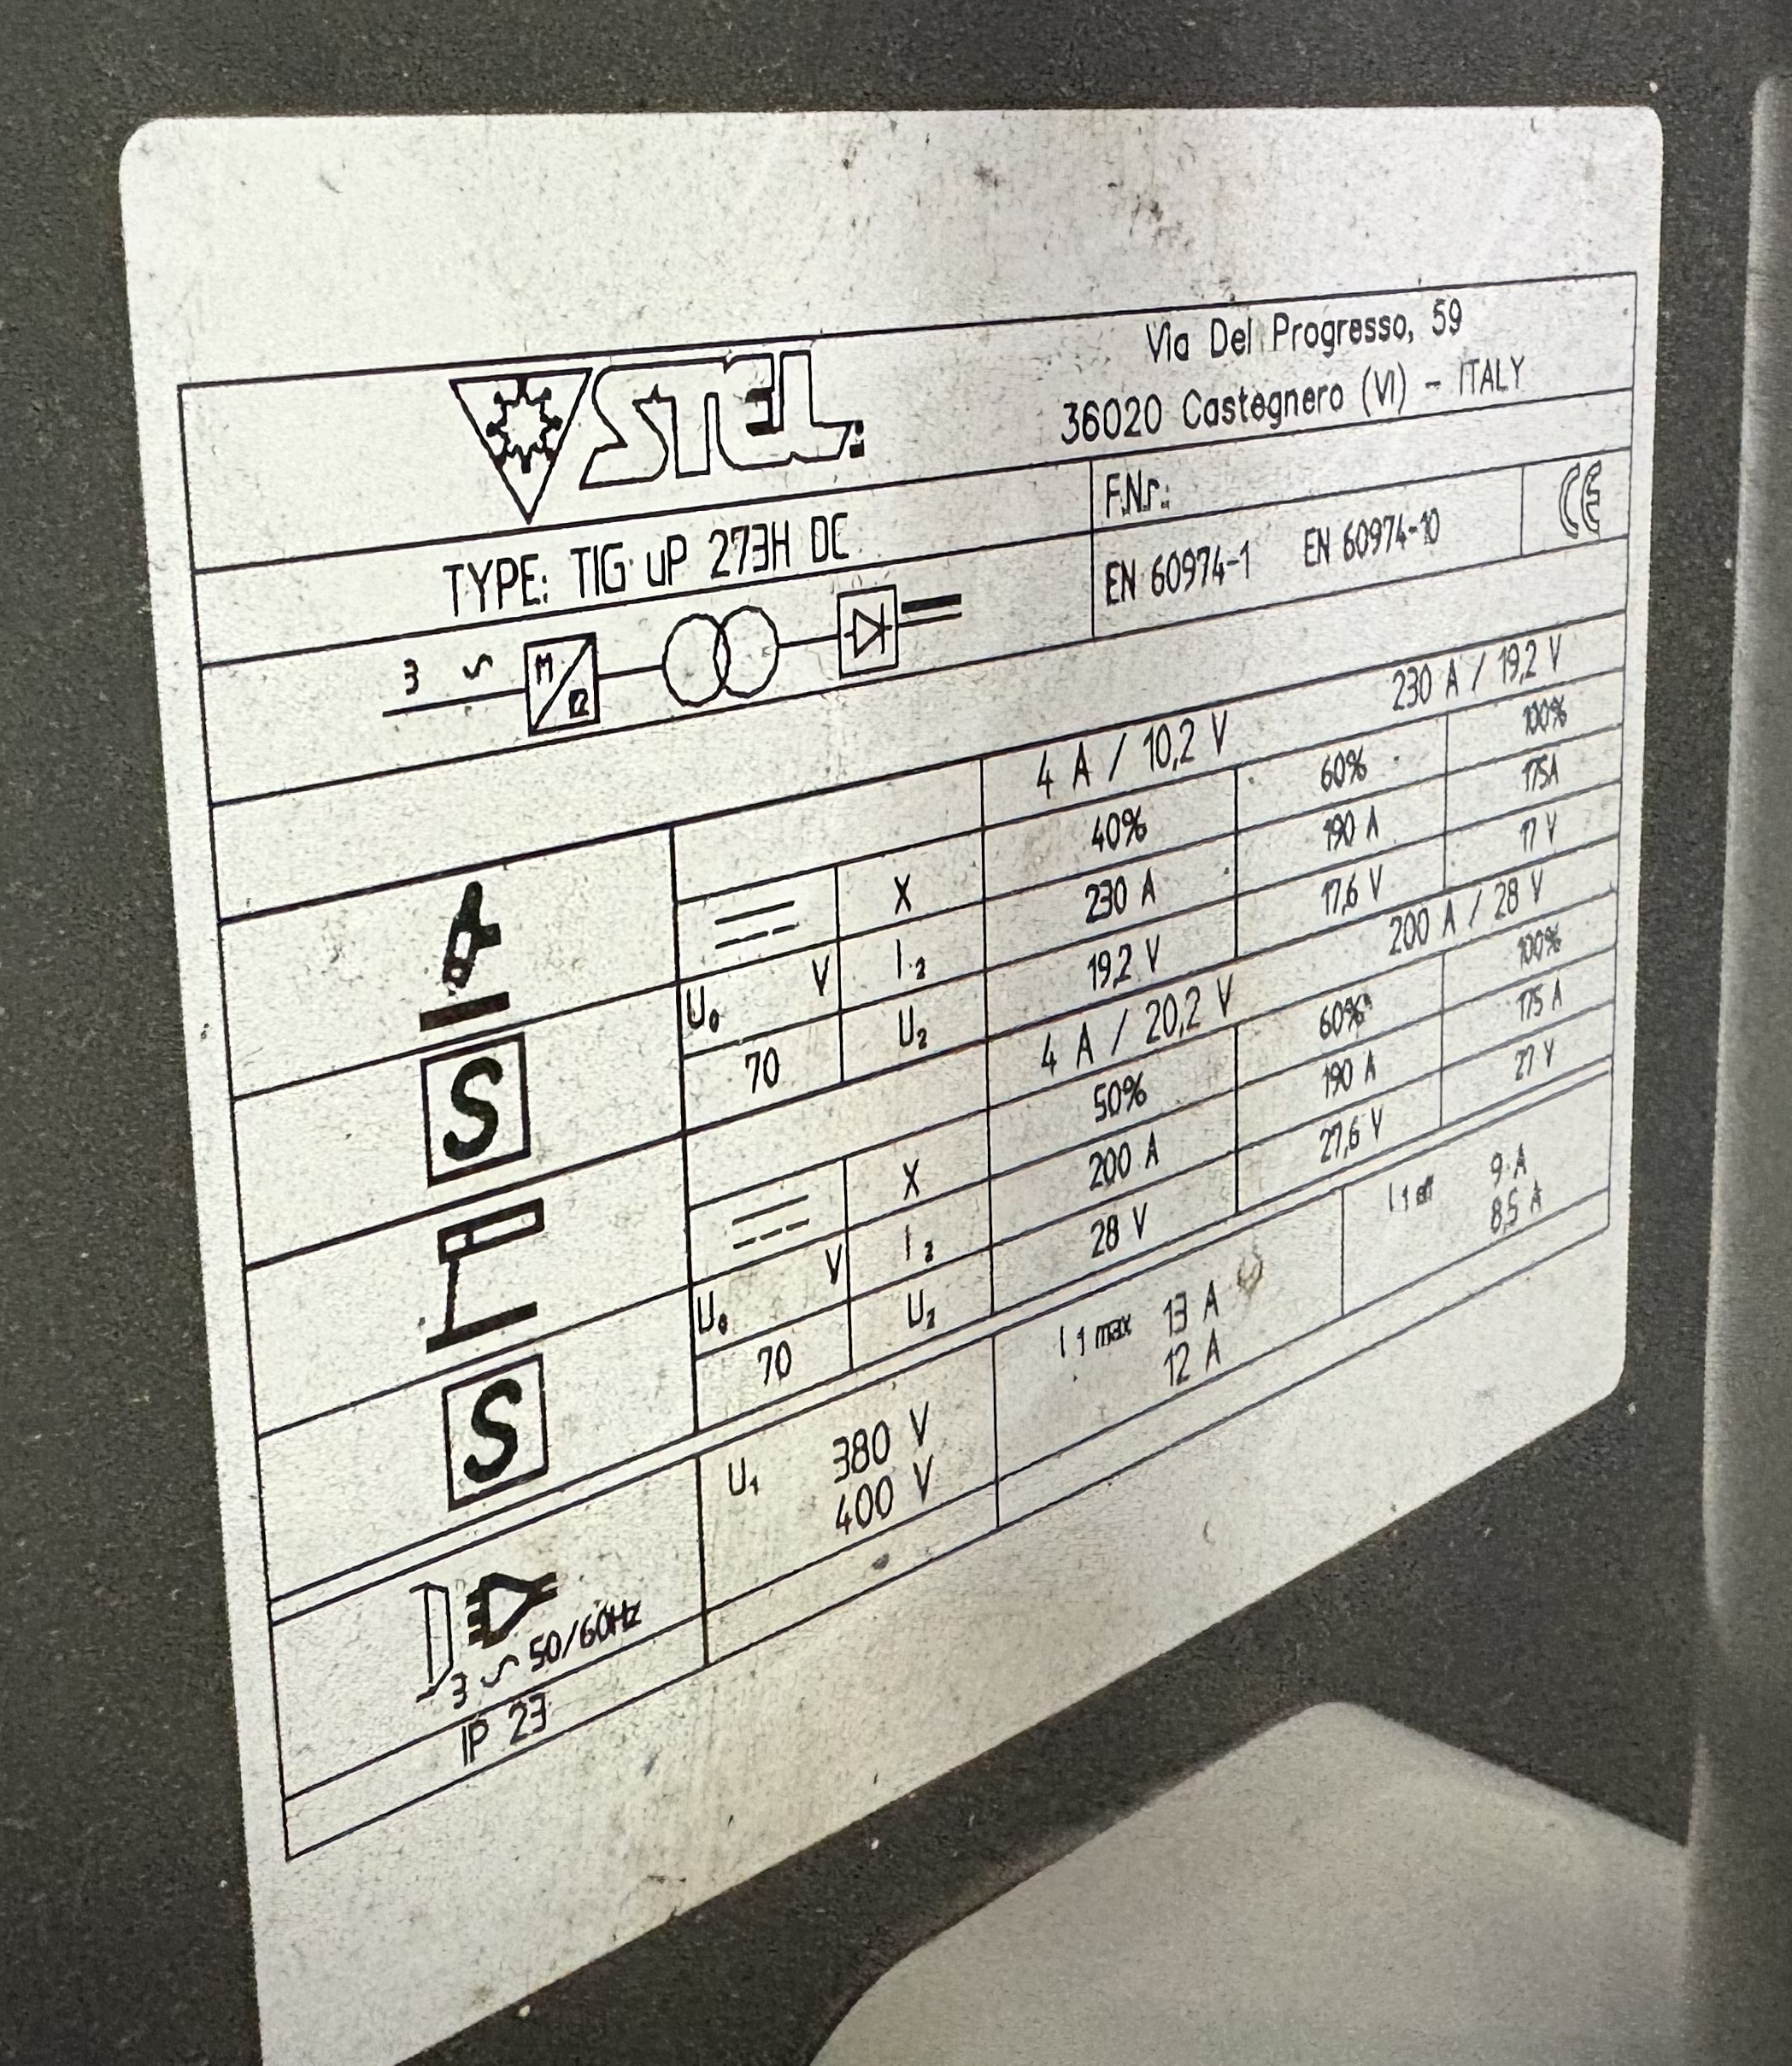 STEL
Via Del Progresso, 59
36020 Castegnero (VI) - ITALY
TYPE: TIG uP 273H DC
F.Nr.:
3 ~
EN 60974-1 EN 60974-10 CE
4 A / 10,2 V 230 A / 19,2 V
X 40% 60% 100%
I2 230 A 190 A 175A
U0 V
70
U2 19,2 V 17,6 V 17 V
S
4 A / 20,2 V 200 A / 28 V
X 50% 60% 100%
I2 200 A 190 A 175 A
U0 V
70
U2 28 V 27,6 V 27 V
S
3 ~ 50/60Hz
U1 380 V I1 max 13 A I1 eff 9 A
400 V 12 A 8,5 A
IP 23